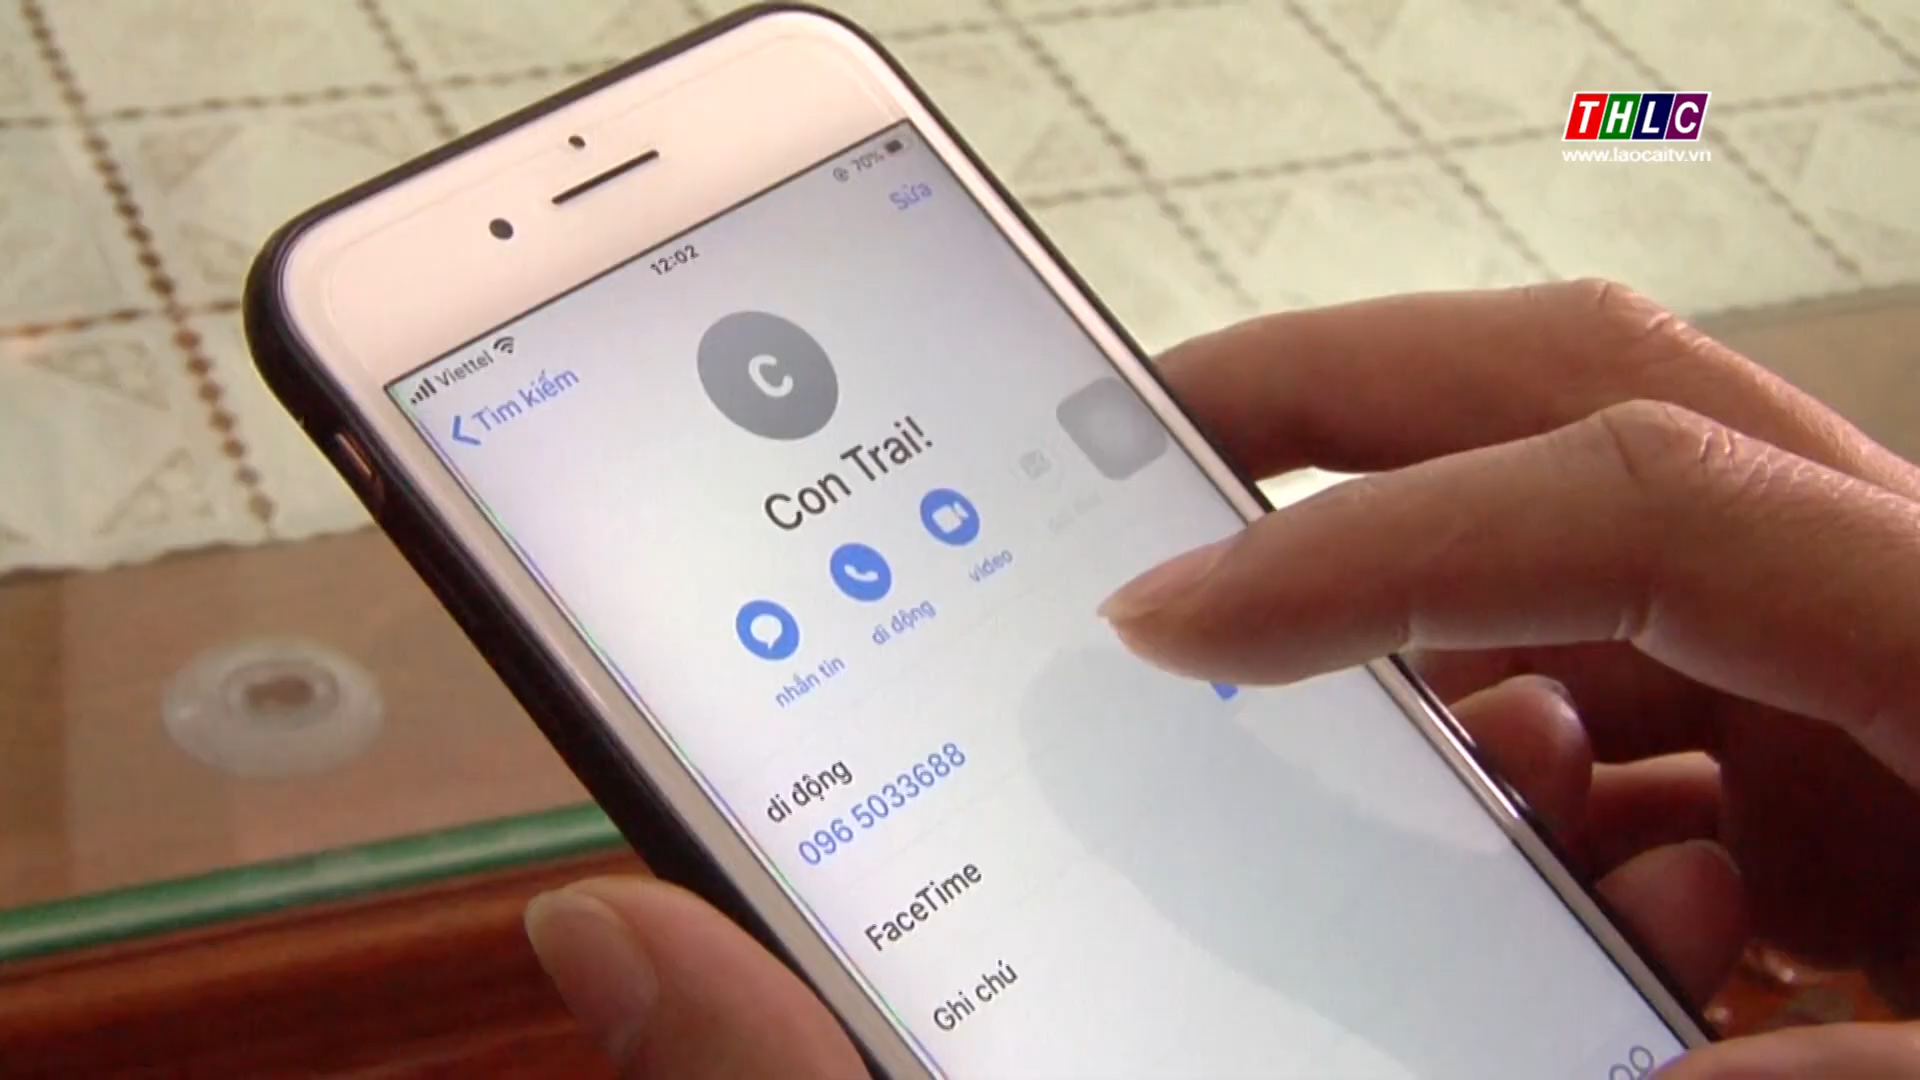 THLC
www.laocaitv.vn
Viettel
12:02
70%
Tìm kiếm
Sửa
C
Con Trai!
nhắn tin
di động
video
di động
096 5033688
FaceTime
Ghi chú